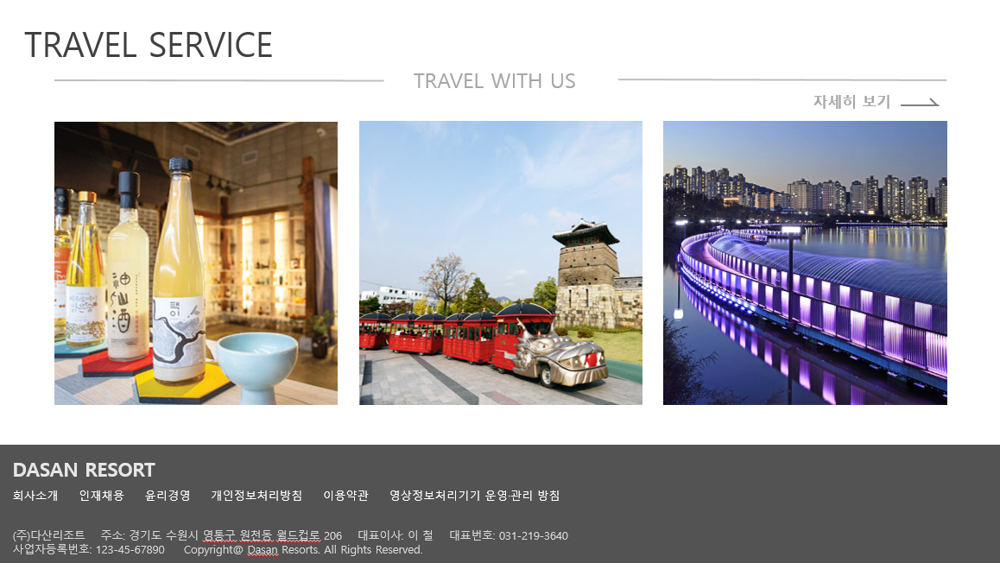 TRAVEL SERVICE
TRAVEL WITH US
자세히 보기
神仙酒
택이
DASAN RESORT
회사소개 인재채용 윤리경영 개인정보처리방침 이용약관 영상정보처리기기 운영·관리 방침
(주)다산리조트 주소: 경기도 수원시 영통구 원천동 월드컵로 206 대표이사: 이 철 대표번호: 031-219-3640
사업자등록번호: 123-45-67890 Copyright@ Dasan Resorts. All Rights Reserved.